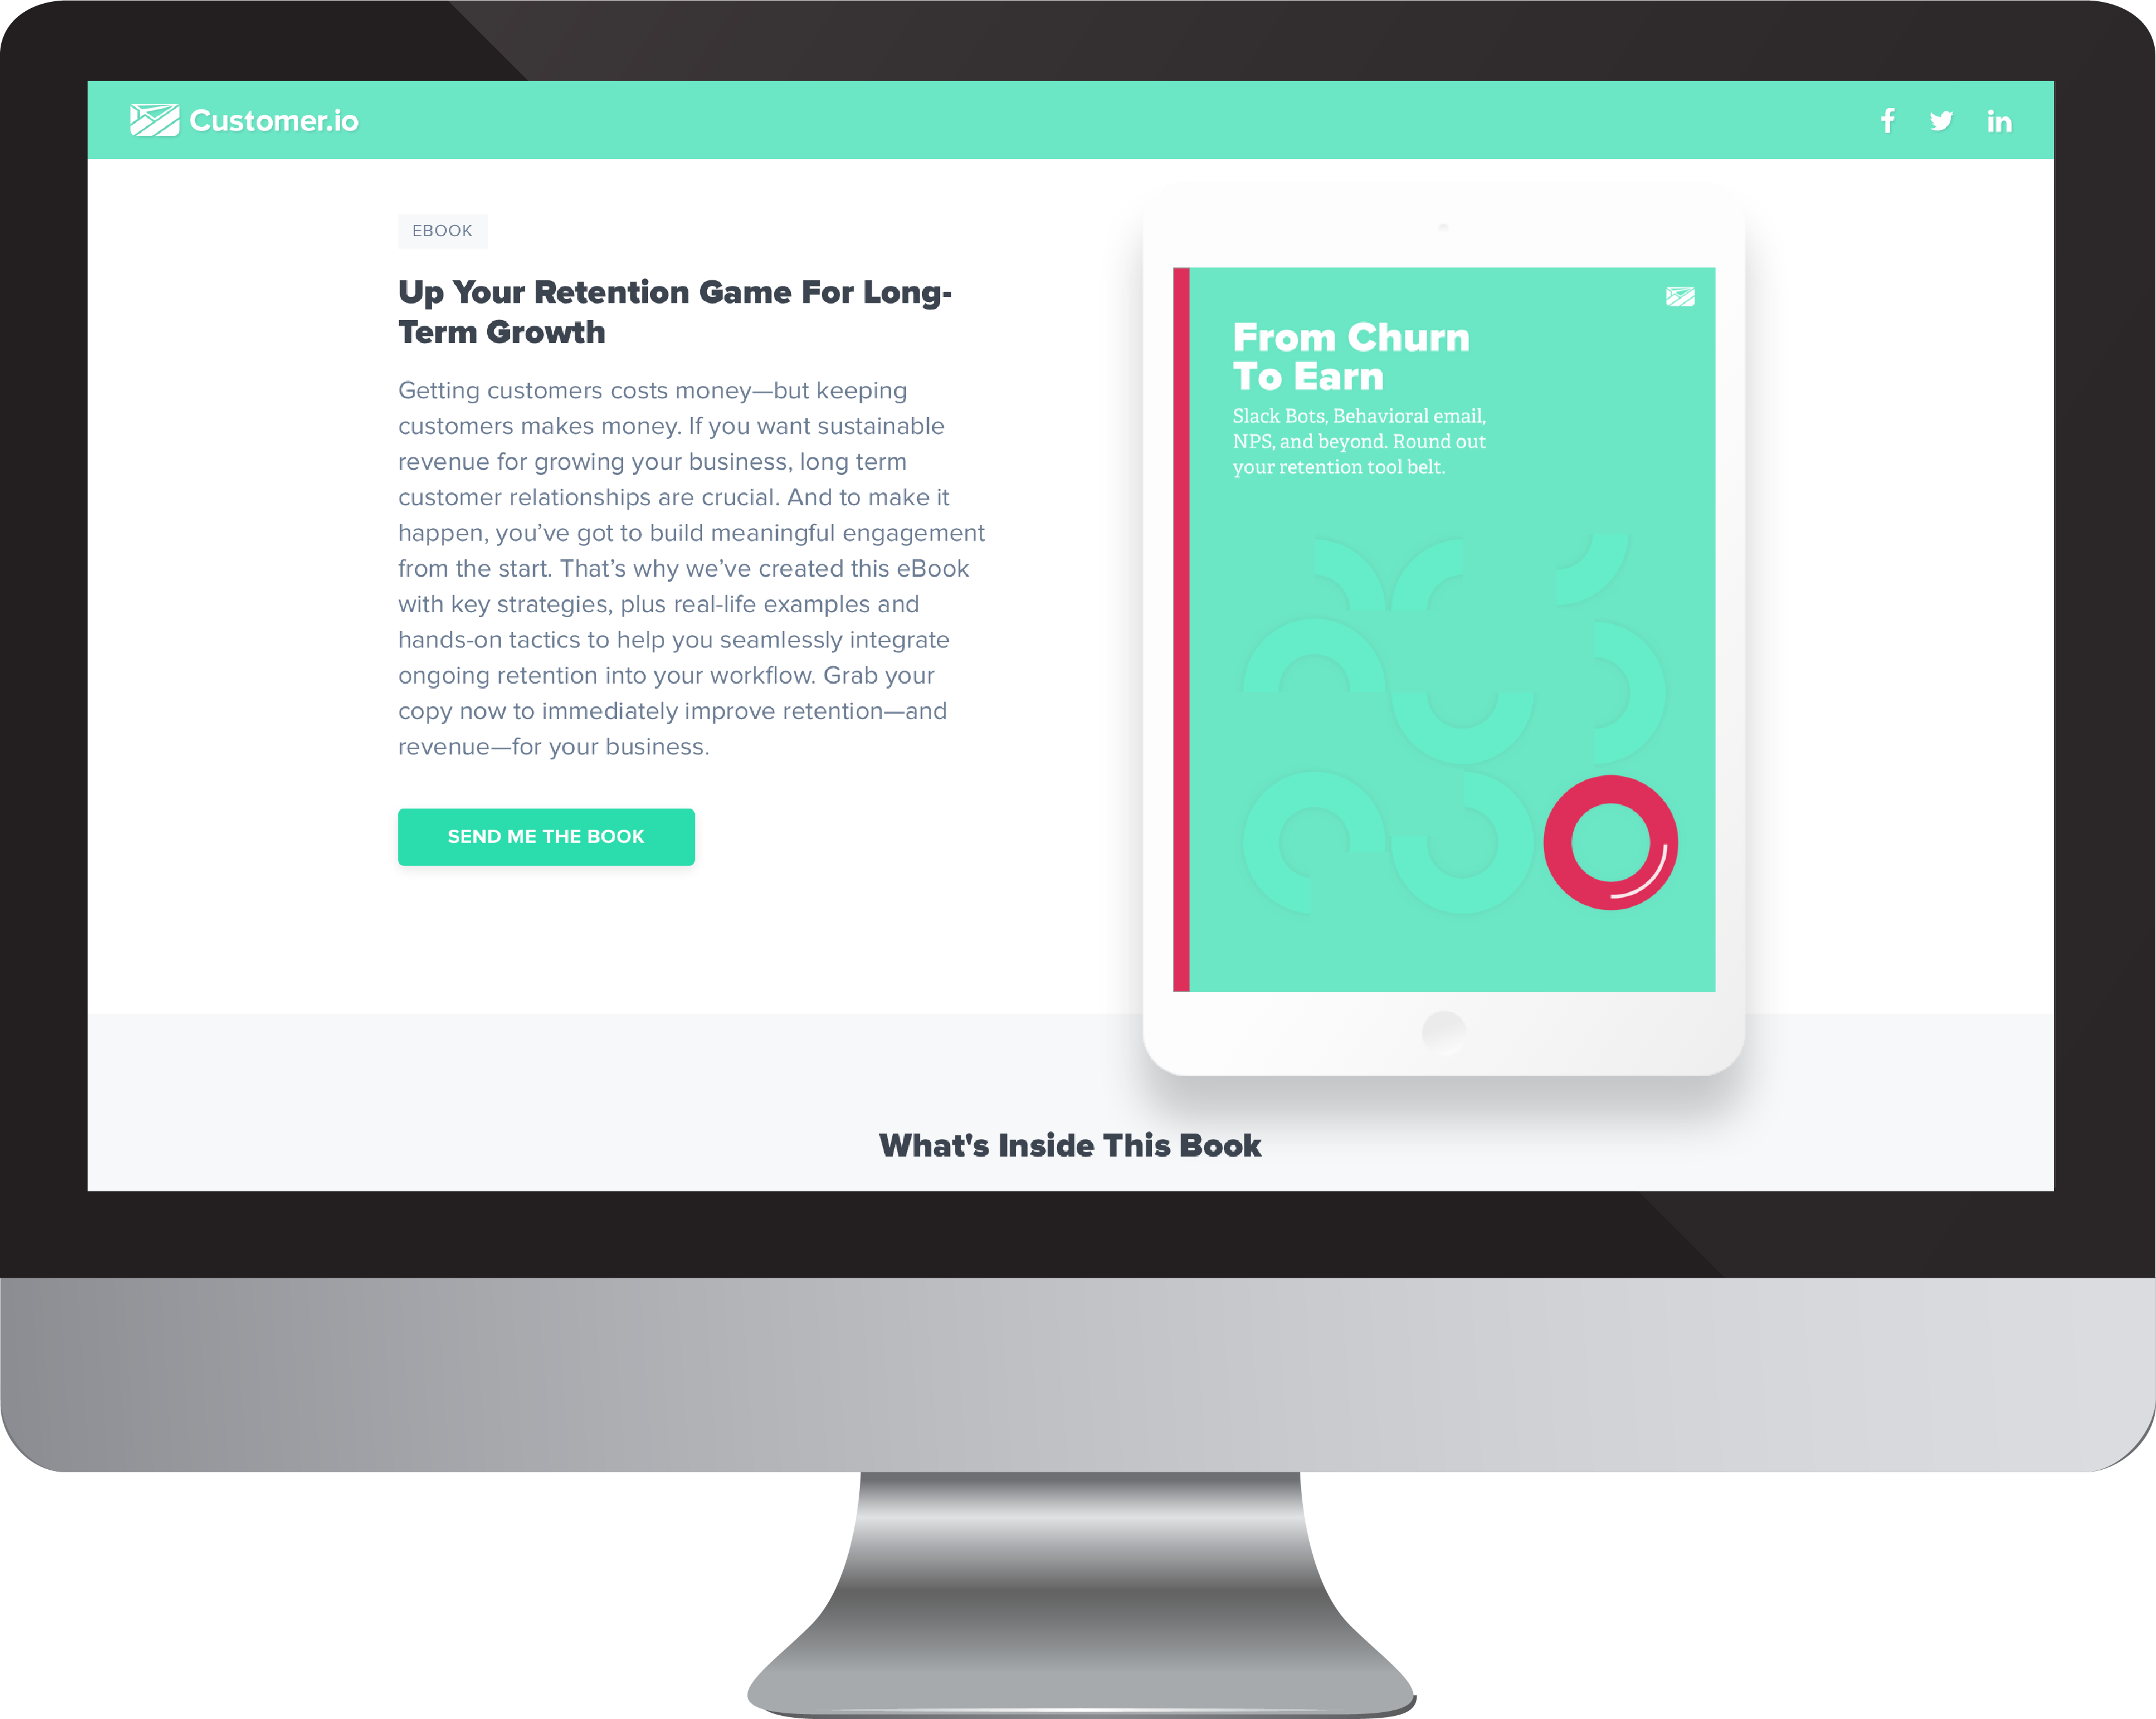 Customer.io
EBOOK
Up Your Retention Game For Long-
Term Growth
Getting customers costs money—but keeping
customers makes money. If you want sustainable
revenue for growing your business, long term
customer relationships are crucial. And to make it
happen, you’ve got to build meaningful engagement
from the start. That’s why we’ve created this eBook
with key strategies, plus real-life examples and
hands-on tactics to help you seamlessly integrate
ongoing retention into your workflow. Grab your
copy now to immediately improve retention—and
revenue—for your business.
SEND ME THE BOOK
From Churn
To Earn
Slack Bots, Behavioral email,
NPS, and beyond. Round out
your retention tool belt.
What's Inside This Book